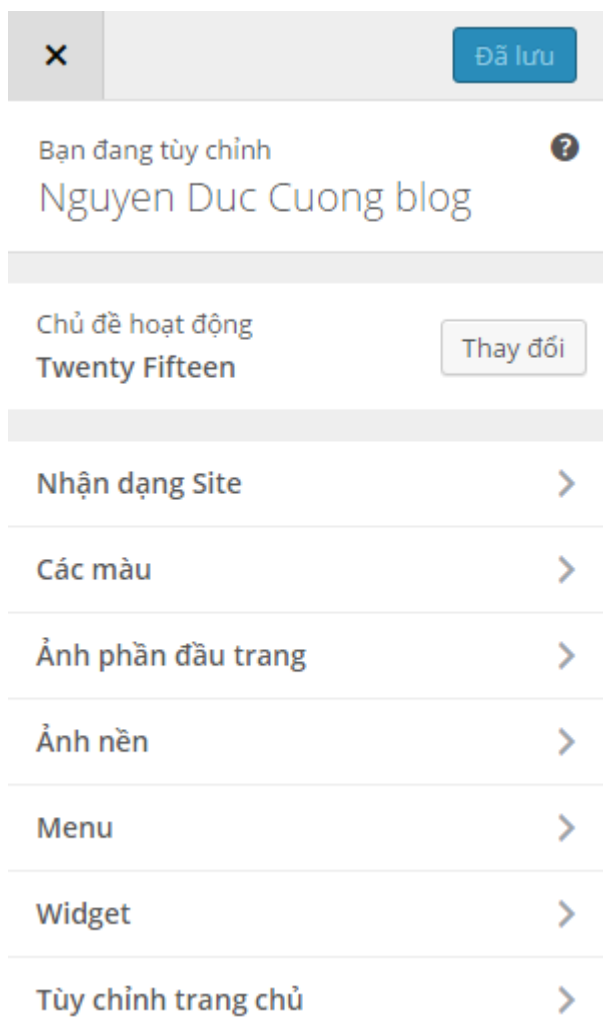 Đã lưu
Bạn đang tùy chỉnh
Nguyen Duc Cuong blog
Chủ đề hoạt động
Twenty Fifteen
Thay đổi
Nhận dạng Site
Các màu
Ảnh phần đầu trang
Ảnh nền
Menu
Widget
Tùy chỉnh trang chủ